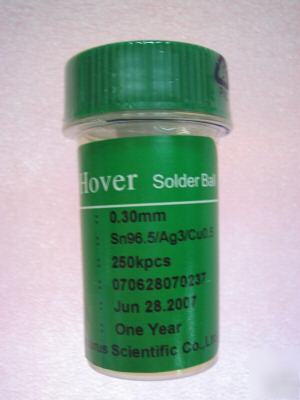 Hover Solder Ball
: 0.30mm
: Sn96.5/Ag3/Cu0.5
: 250kpcs
: 070628070237
: Jun 28.2007
: One Year
Scientific Co., Lt